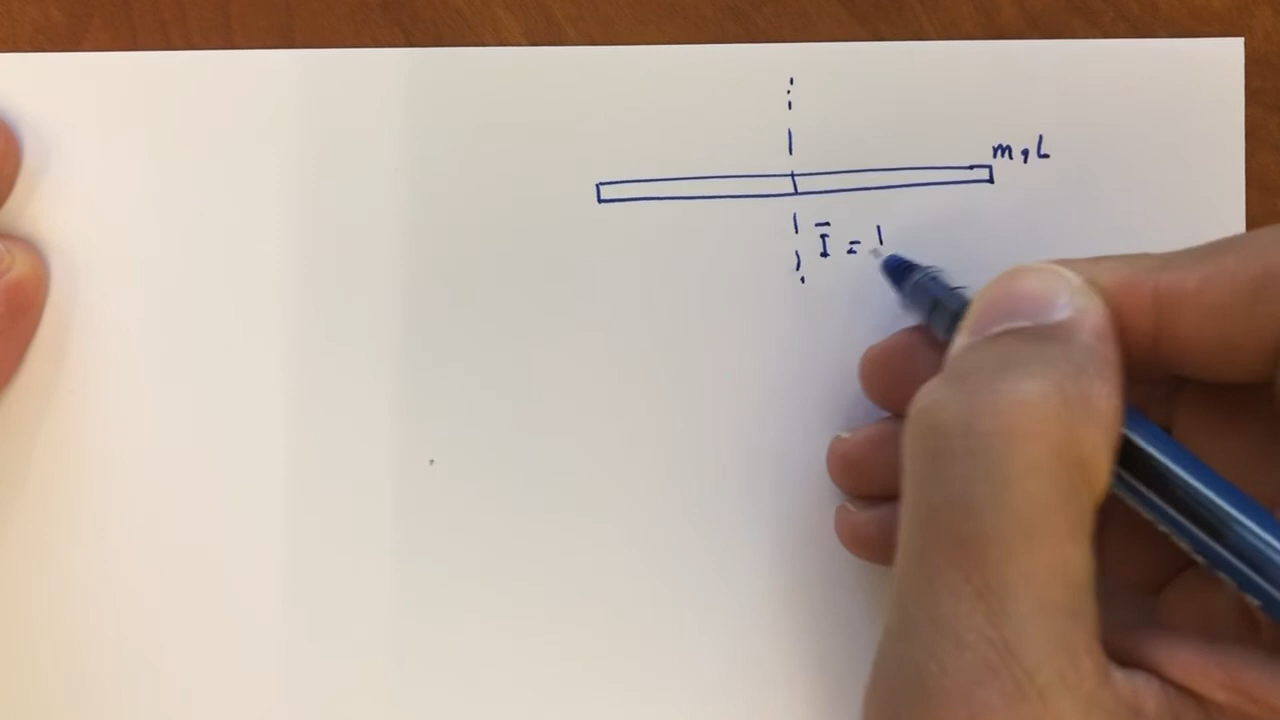 m, L
Ī = 1